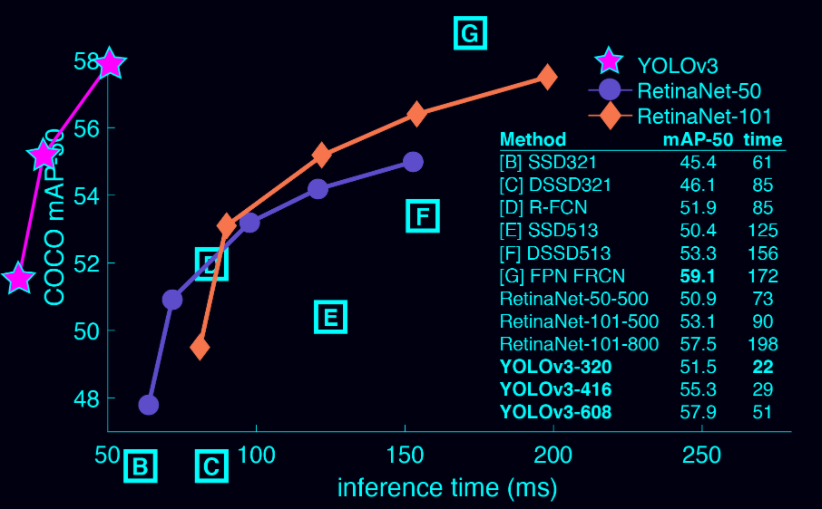 G
58
YOLOv3
RetinaNet-50
RetinaNet-101
56
Method mAP-50 time
[B] SSD321 45.4 61
[C] DSSD321 46.1 85
[D] R-FCN 51.9 85
[E] SSD513 50.4 125
[F] DSSD513 53.3 156
[G] FPN FRCN 59.1 172
RetinaNet-50-500 50.9 73
RetinaNet-101-500 53.1 90
RetinaNet-101-800 57.5 198
YOLOv3-320 51.5 22
YOLOv3-416 55.3 29
YOLOv3-608 57.9 51
COCO mAP-50
54
F
D
52
E
50
48
50 100 150 200 250
B C
inference time (ms)